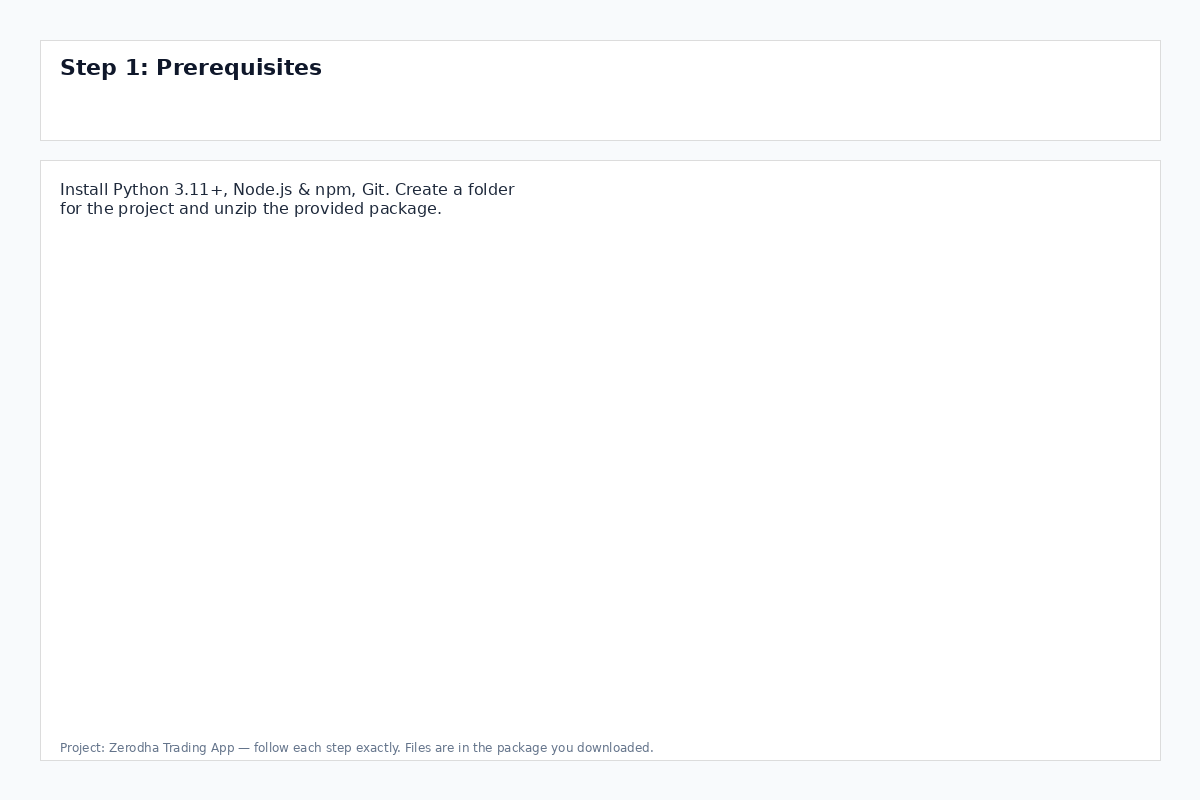 Step 1: Prerequisites
Install Python 3.11+, Node.js & npm, Git. Create a folder
for the project and unzip the provided package.
Project: Zerodha Trading App — follow each step exactly. Files are in the package you downloaded.